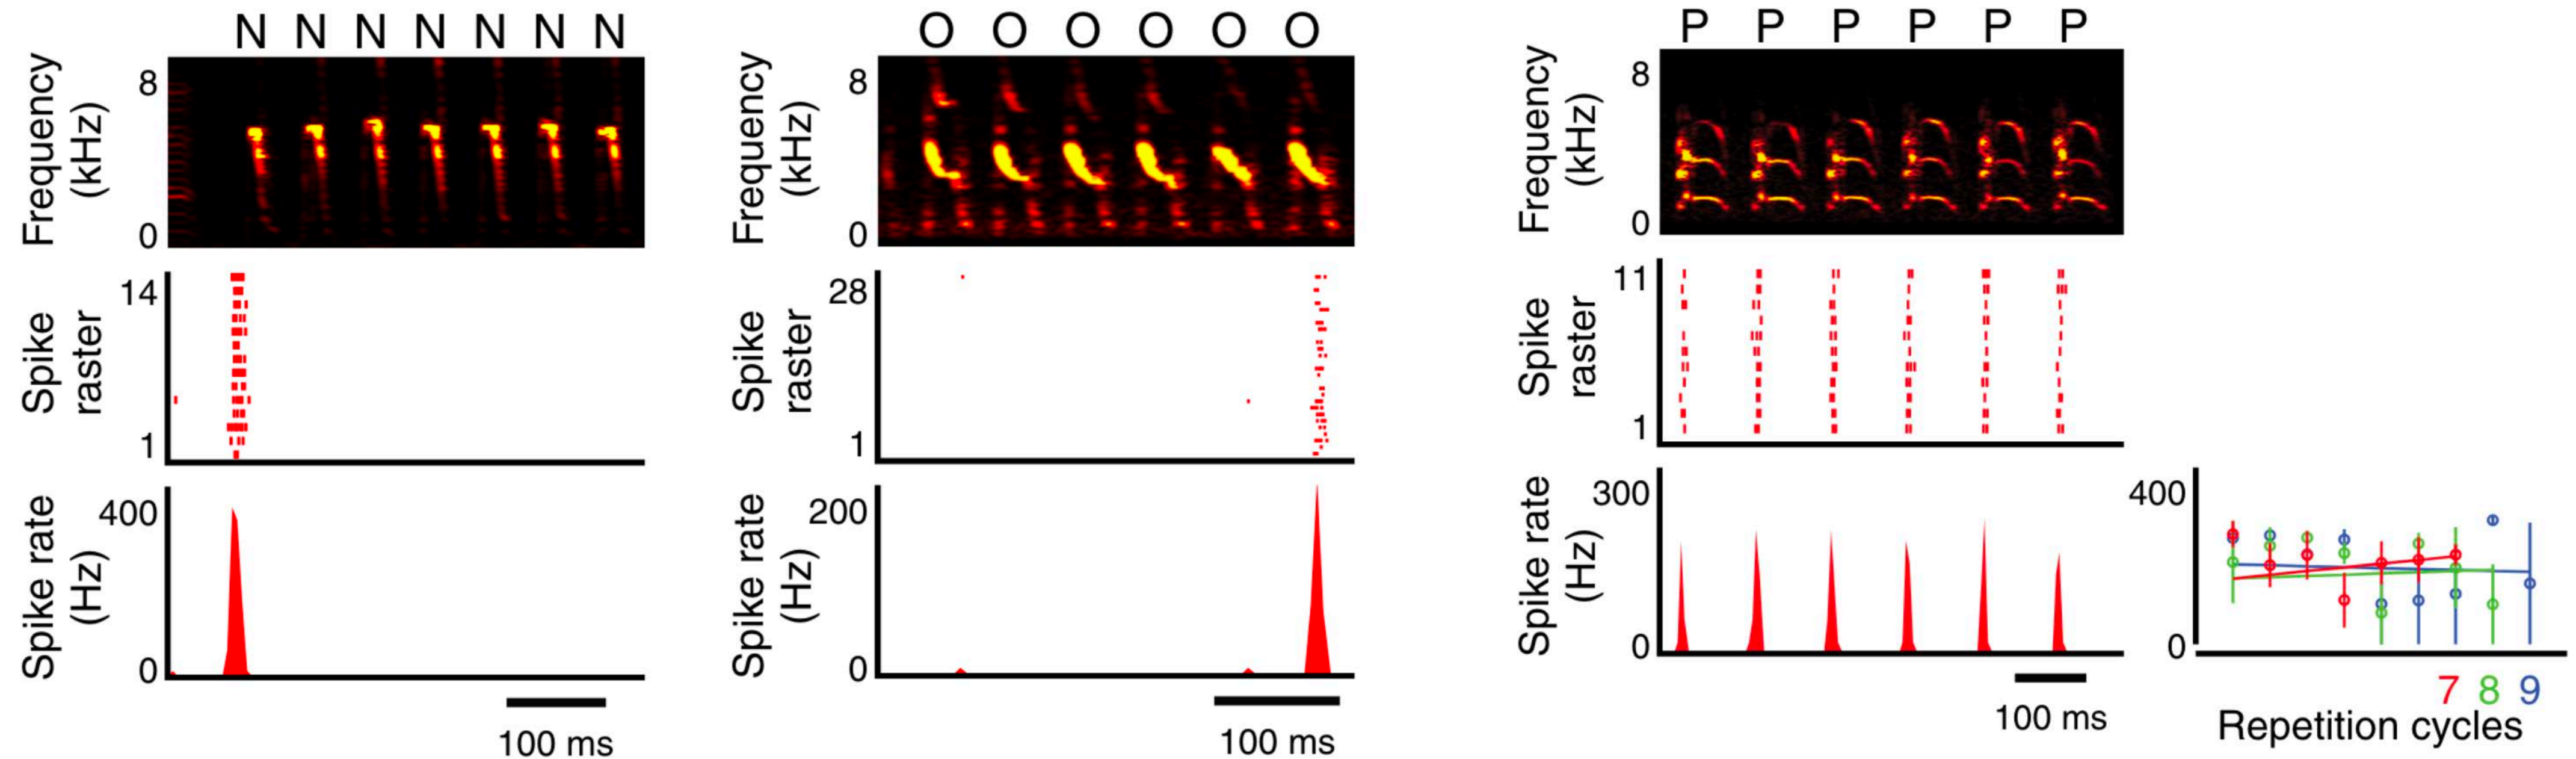 N N N N N N N
Frequency
(kHz)
8
0
Spike
raster
14
1
Spike rate
(Hz)
400
0
100 ms
O O O O O O
Frequency
(kHz)
8
0
Spike
raster
28
1
Spike rate
(Hz)
200
0
100 ms
P P P P P P
Frequency
(kHz)
8
0
Spike
raster
11
1
Spike rate
(Hz)
300
0
100 ms
400
0
7 8 9
Repetition cycles